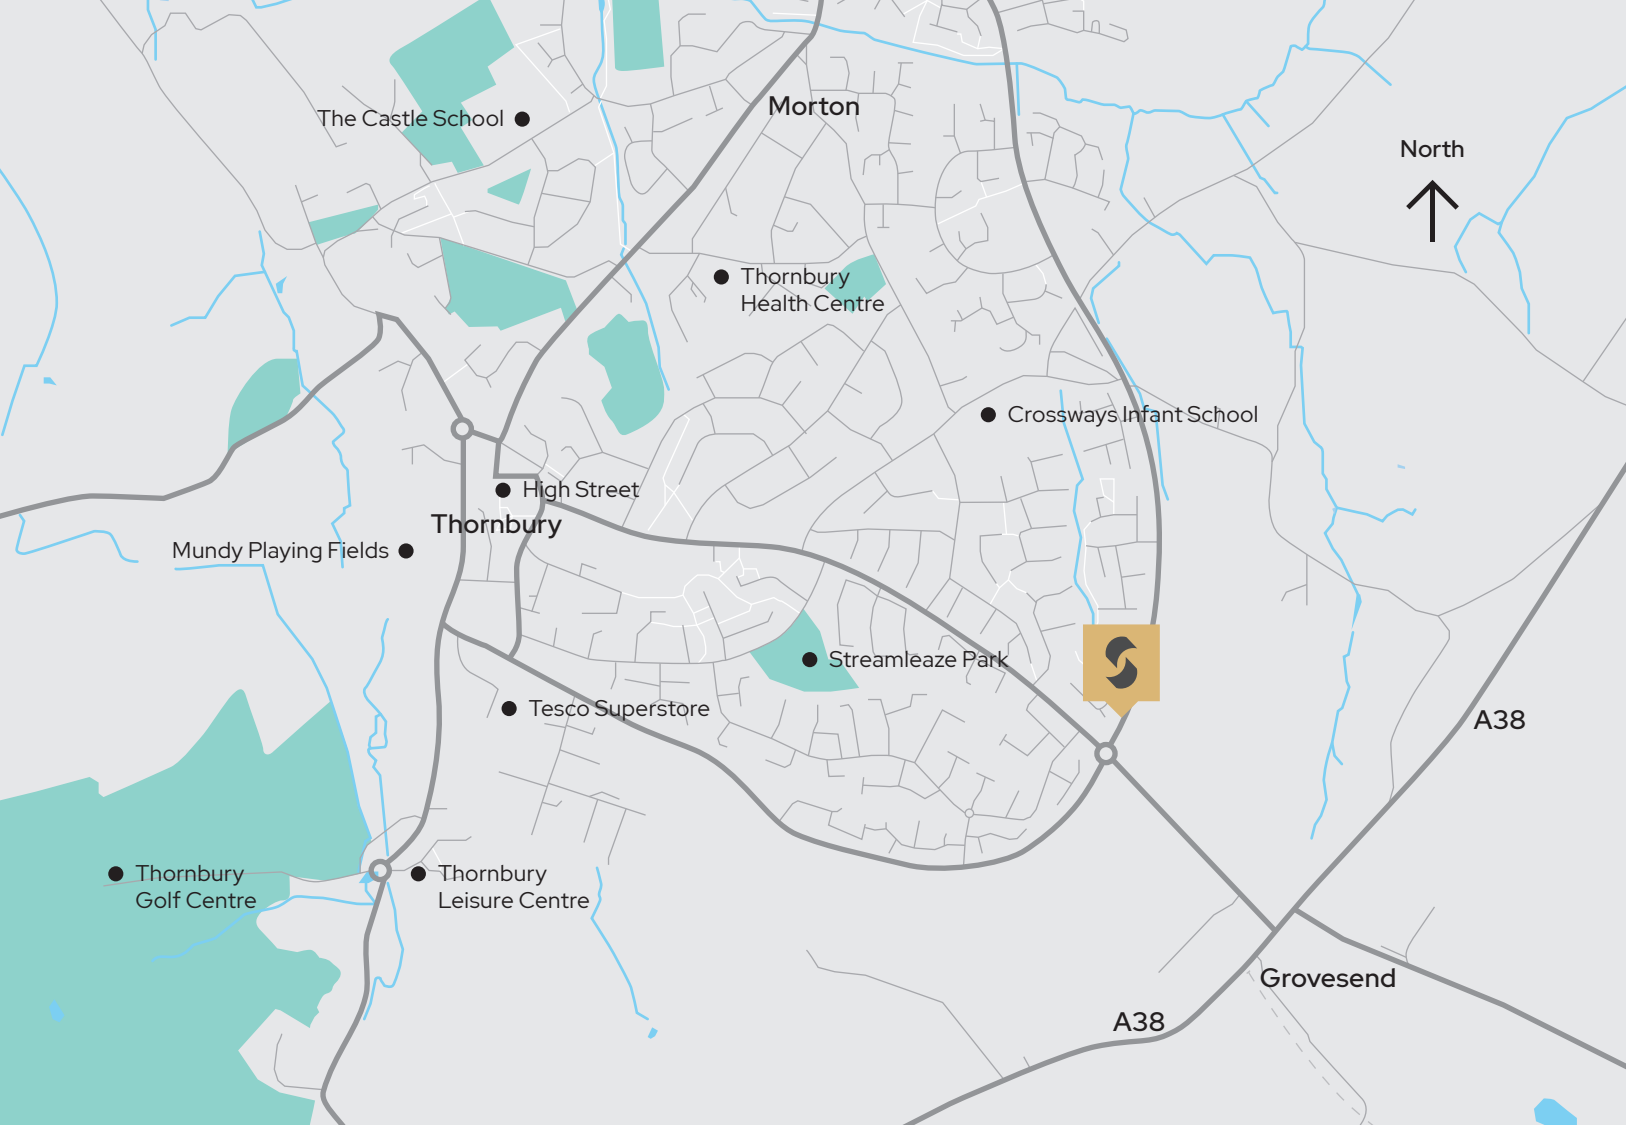 Morton
The Castle School
North
Thornbury
Health Centre
Crossways Infant School
High Street
Thornbury
Mundy Playing Fields
Streamleaze Park
Tesco Superstore
A38
Thornbury
Golf Centre
Thornbury
Leisure Centre
Grovesend
A38